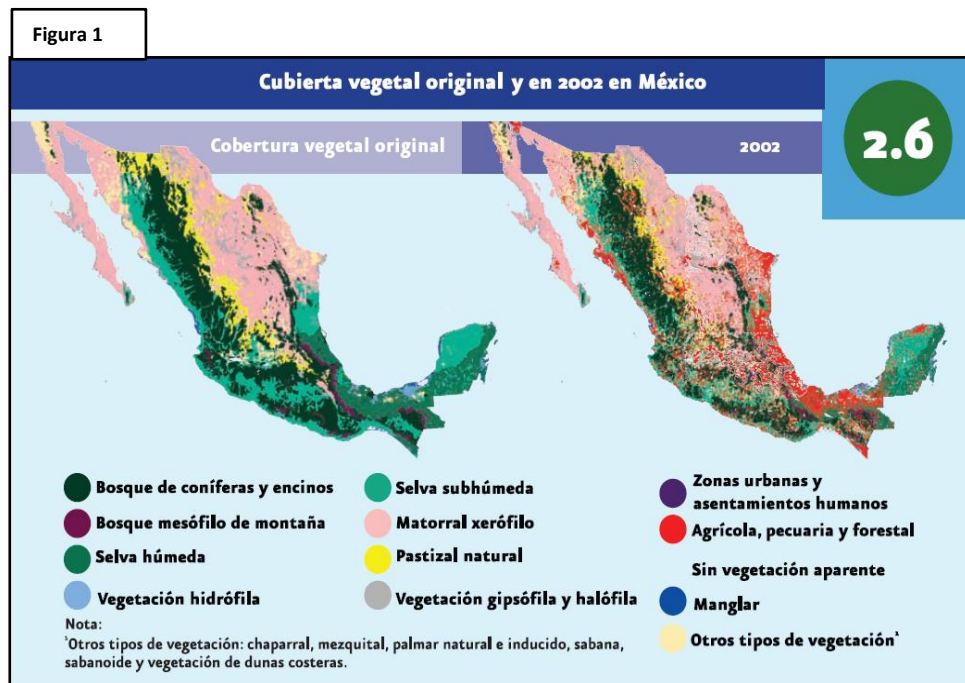 Figura 1
Cubierta vegetal original y en 2002 en México
2.6
Cobertura vegetal original
2002
Bosque de coníferas y encinos
Bosque mesófilo de montaña
Selva húmeda
Vegetación hidrófila
Selva subhúmeda
Matorral xerófilo
Pastizal natural
Vegetación gipsófila y halófila
Zonas urbanas y
asentamientos humanos
Agrícola, pecuaria y forestal
Sin vegetación aparente
Manglar
Otros tipos de vegetación¹
Nota:
¹Otros tipos de vegetación: chaparral, mezquital, palmar natural e inducido, sabana,
sabanoide y vegetación de dunas costeras.